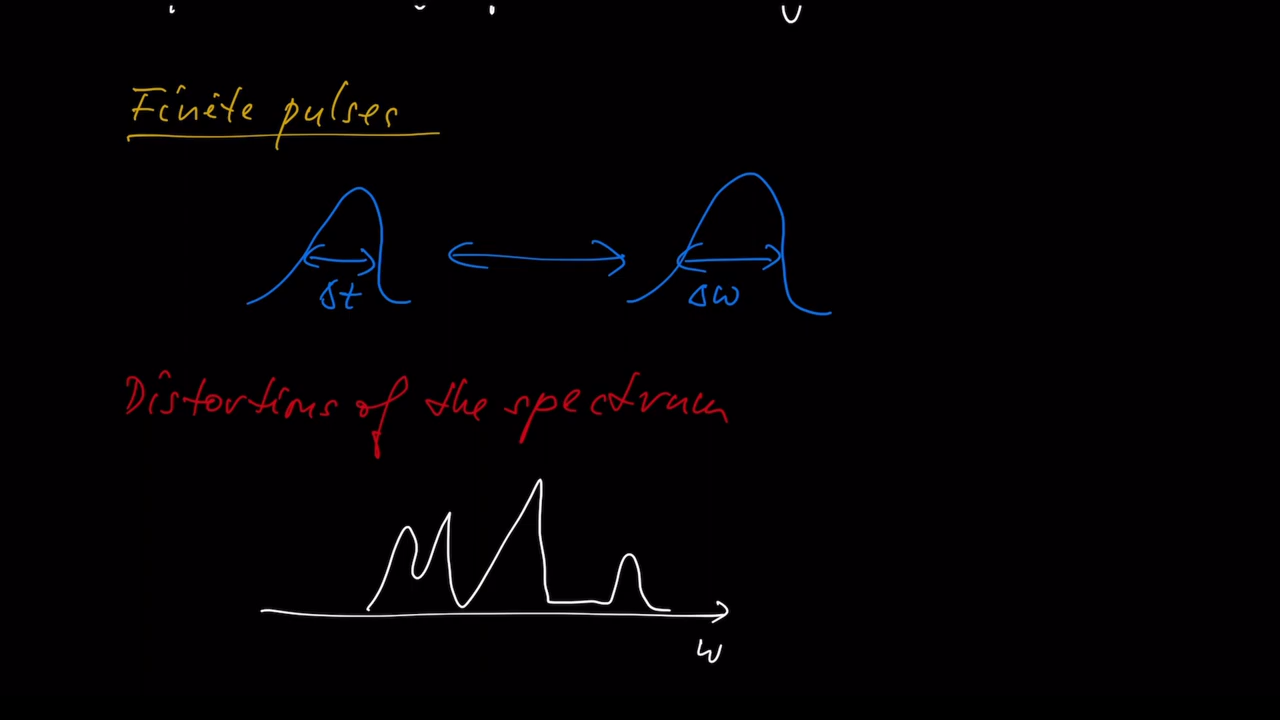 Finite pulses
Δt
Δω
Distortions of the spectrum
ω